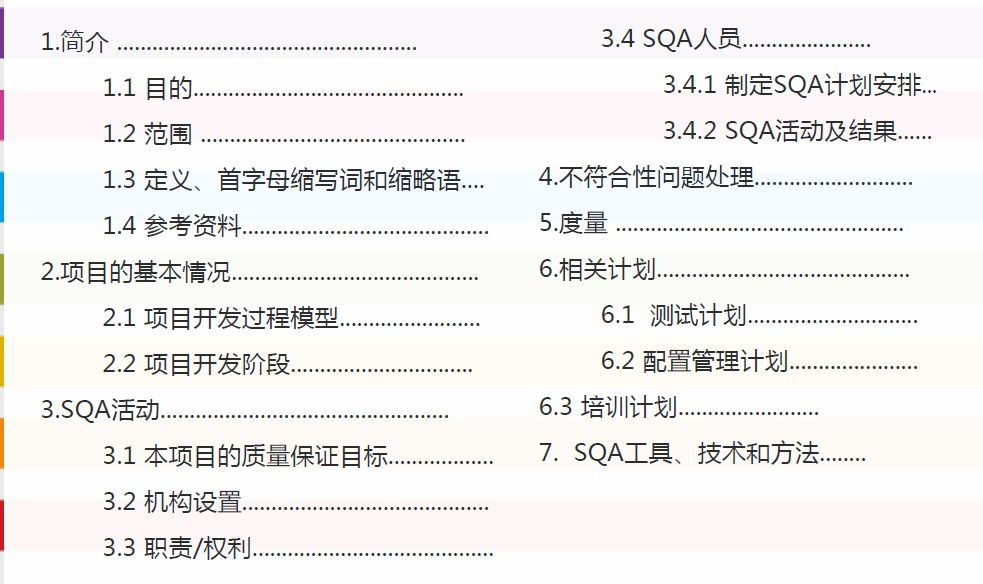 1.简介 ..................................................
1.1 目的..............................................
1.2 范围 .............................................
1.3 定义、首字母缩写词和缩略语....
1.4 参考资料..........................................
2.项目的基本情况..........................................
2.1 项目开发过程模型........................
2.2 项目开发阶段...............................
3.SQA活动.................................................
3.1 本项目的质量保证目标..................
3.2 机构设置..........................................
3.3 职责/权利.........................................
3.4 SQA人员......................
3.4.1 制定SQA计划安排...
3.4.2 SQA活动及结果......
4.不符合性问题处理...........................
5.度量 .................................................
6.相关计划...........................................
6.1  测试计划.............................
6.2 配置管理计划......................
6.3 培训计划........................
7.  SQA工具、技术和方法........